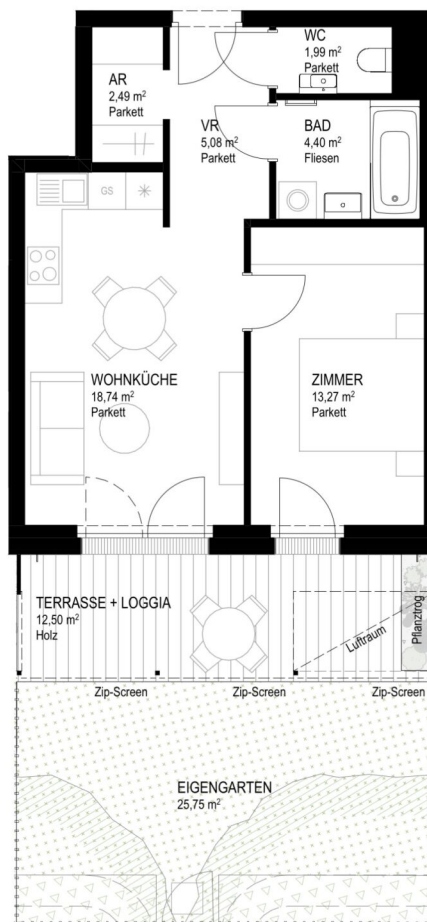 WC
1,99 m²
Parkett
AR
2,49 m²
Parkett
VR
5,08 m²
Parkett
BAD
4,40 m²
Fliesen
GS
WOHNKÜCHE
18,74 m²
Parkett
ZIMMER
13,27 m²
Parkett
TERRASSE + LOGGIA
12,50 m²
Holz
Luftraum
Pflanztrog
Zip-Screen
Zip-Screen
Zip-Screen
EIGENGARTEN
25,75 m²